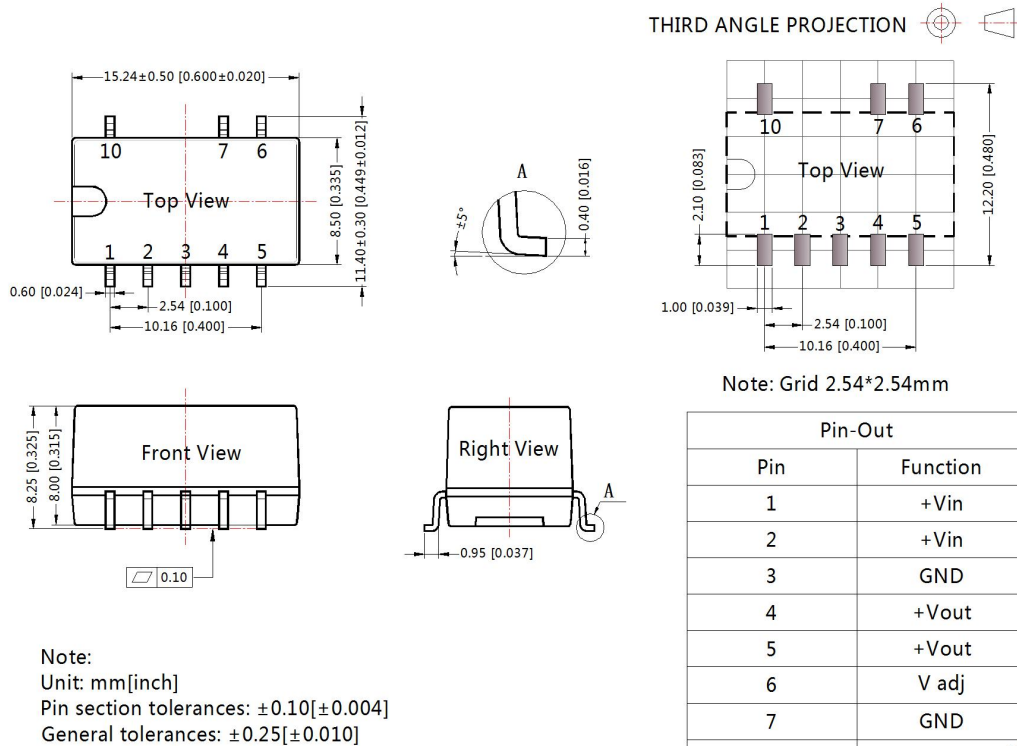 THIRD ANGLE PROJECTION
15.24±0.50 [0.600±0.020]
10 7 6
Top View
1 2 3 4 5
8.50 [0.335]
11.40±0.30 [0.449±0.012]
0.60 [0.024]
2.54 [0.100]
10.16 [0.400]
A
±5°
0.40 [0.016]
10 7 6
Top View
1 2 3 4 5
2.10 [0.083]
12.20 [0.480]
1.00 [0.039]
2.54 [0.100]
10.16 [0.400]
Note: Grid 2.54*2.54mm
Front View
8.25 [0.325]
8.00 [0.315]
0.10
Right View
A
0.95 [0.037]
Pin-Out
Pin Function
1 +Vin
2 +Vin
3 GND
4 +Vout
5 +Vout
6 V adj
7 GND
Note:
Unit: mm[inch]
Pin section tolerances: ±0.10[±0.004]
General tolerances: ±0.25[±0.010]